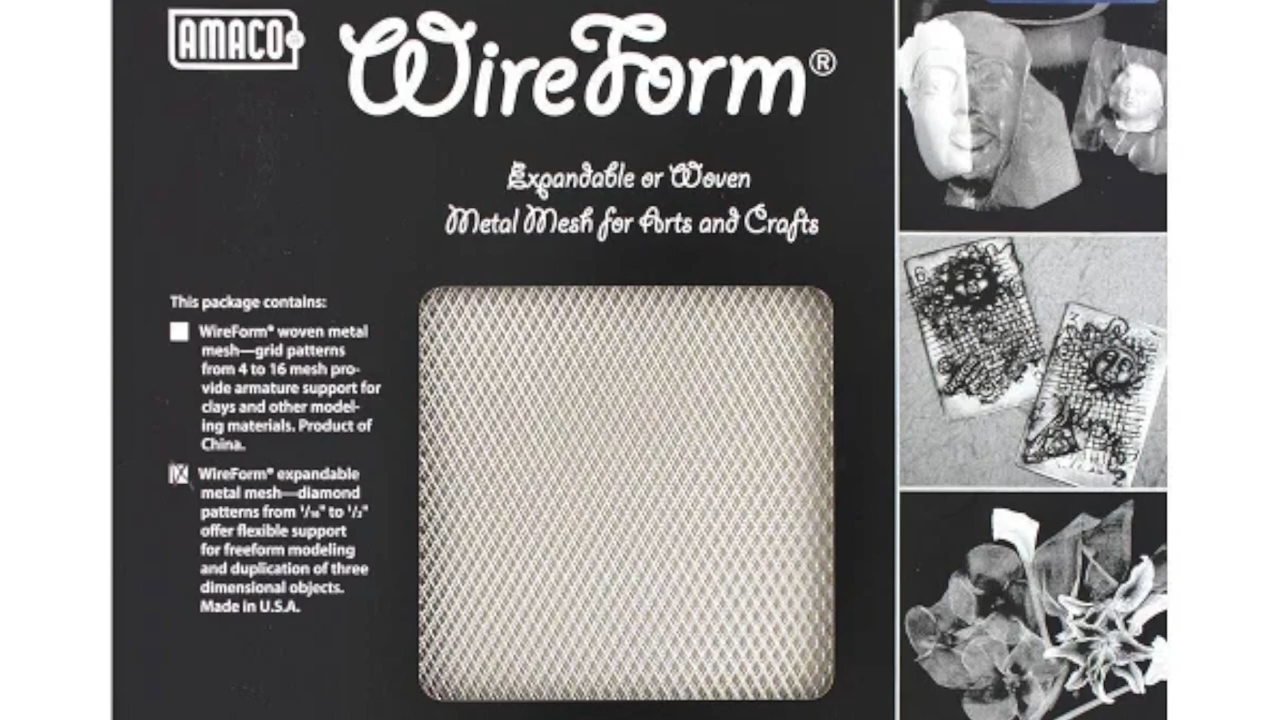 AMACO
WireForm®
Expandable or Woven
Metal Mesh for Arts and Crafts
This package contains:
WireForm® woven metal
mesh—grid patterns
from 4 to 16 mesh pro-
vide armature support for
clays and other model-
ing materials. Product of
China.
WireForm® expandable
metal mesh—diamond
patterns from 1/16" to 1/2"
offer flexible support
for freeform modeling
and duplication of three
dimensional objects.
Made in U.S.A.